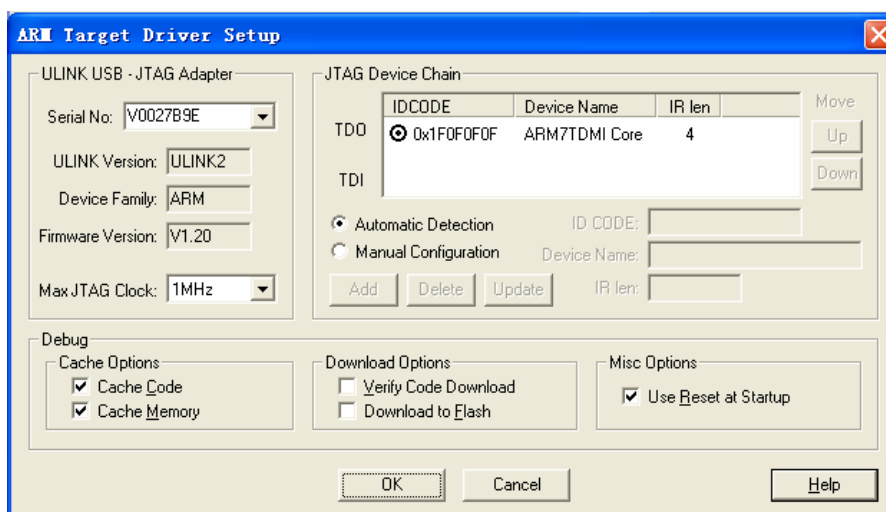 ARM Target Driver Setup
ULINK USB - JTAG Adapter
Serial No: V0027B9E
ULINK Version: ULINK2
Device Family: ARM
Firmware Version: V1.20
Max JTAG Clock: 1MHz
JTAG Device Chain
IDCODE Device Name IR len Move
TDO 0x1F0F0F0F ARM7TDMI Core 4 Up
TDI Down
Automatic Detection ID CODE:
Manual Configuration Device Name:
Add Delete Update IR len:
Debug
Cache Options
Cache Code
Cache Memory
Download Options
Verify Code Download
Download to Flash
Misc Options
Use Reset at Startup
OK Cancel Help